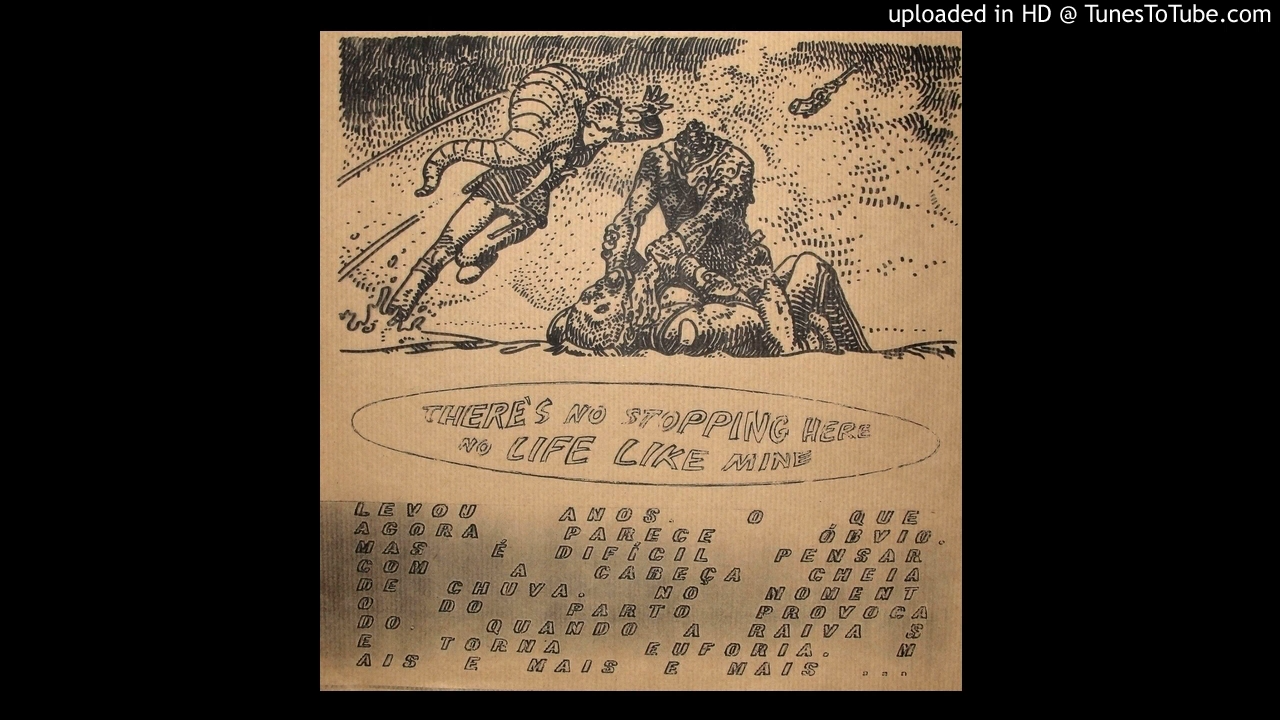 uploaded in HD @ TunesToTube.com
THERE'S NO STOPPING HERE
NO LIFE LIKE MINE
LEVOU ANOS. O QUE
AGORA PARECE ÓBVIO.
MAS É DIFÍCIL PENSAR
COM A CABEÇA CHEIA
DE CHUVA. NO MOMENT
O DO PARTO PROVOCA
DO. QUANDO A RAIVA S
E TORNA EUFORIA. M
AIS E MAIS E MAIS ...